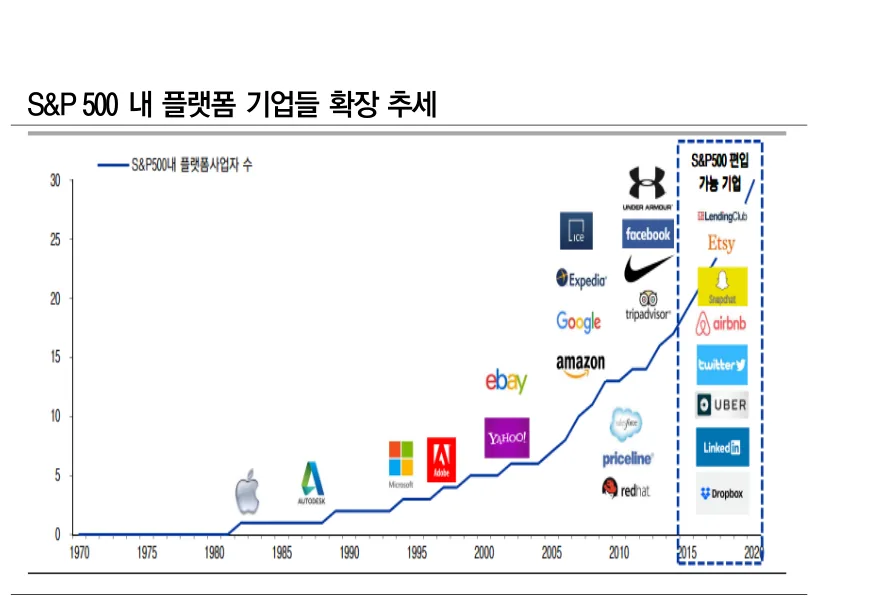 S&P 500 내 플랫폼 기업들 확장 추세
S&P500내 플랫폼사업자 수
S&P500 편입
가능 기업
30
25
20
15
10
5
0
1970
1975
1980
1985
1990
1995
2000
2005
2010
2015
2020
AUTODESK
Microsoft
Adobe
YAHOO!
ebay
ice
Expedia
Google
amazon
UNDER ARMOUR
facebook
tripadvisor
salesforce
priceline
redhat
LendingClub
Etsy
Snapchat
airbnb
twitter
UBER
Linked in
Dropbox